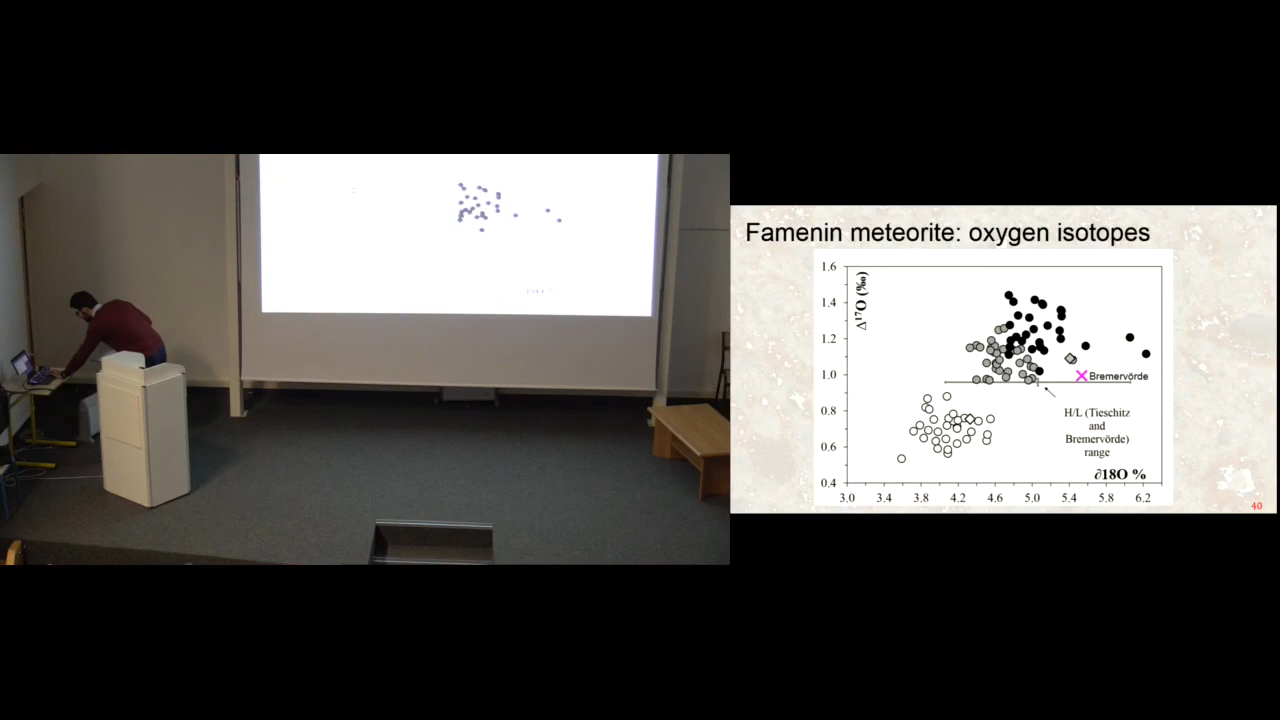 Famenin meteorite: oxygen isotopes
1.6
1.4
1.2
1.0
0.8
0.6
0.4
Δ¹⁷O (‰)
Bremervörde
H/L (Tieschitz
and
Bremervörde)
range
∂18O %
3.0 3.4 3.8 4.2 4.6 5.0 5.4 5.8 6.2
40